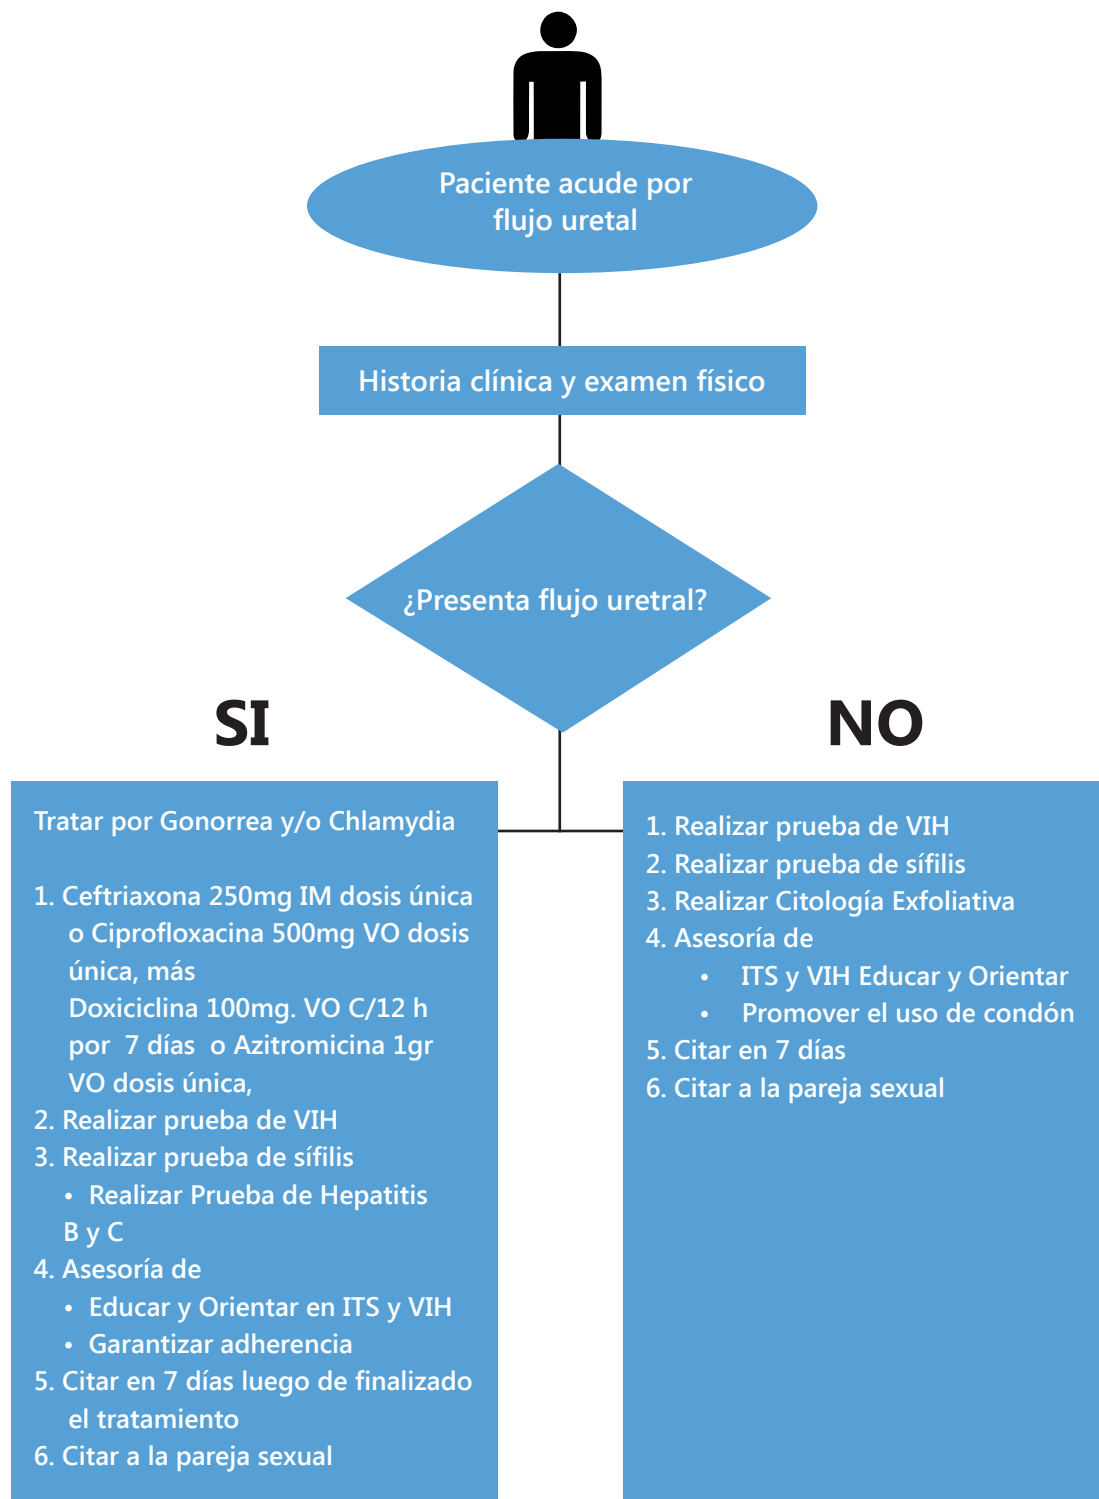 Paciente acude por
flujo uretal
Historia clínica y examen físico
¿Presenta flujo uretral?
SI
NO
Tratar por Gonorrea y/o Chlamydia
1. Ceftriaxona 250mg IM dosis única
o Ciprofloxacina 500mg VO dosis
única, más
Doxiciclina 100mg. VO C/12 h
por 7 días o Azitromicina 1gr
VO dosis única,
2. Realizar prueba de VIH
3. Realizar prueba de sífilis
• Realizar Prueba de Hepatitis
B y C
4. Asesoría de
• Educar y Orientar en ITS y VIH
• Garantizar adherencia
5. Citar en 7 días luego de finalizado
el tratamiento
6. Citar a la pareja sexual
1. Realizar prueba de VIH
2. Realizar prueba de sífilis
3. Realizar Citología Exfoliativa
4. Asesoría de
• ITS y VIH Educar y Orientar
• Promover el uso de condón
5. Citar en 7 días
6. Citar a la pareja sexual